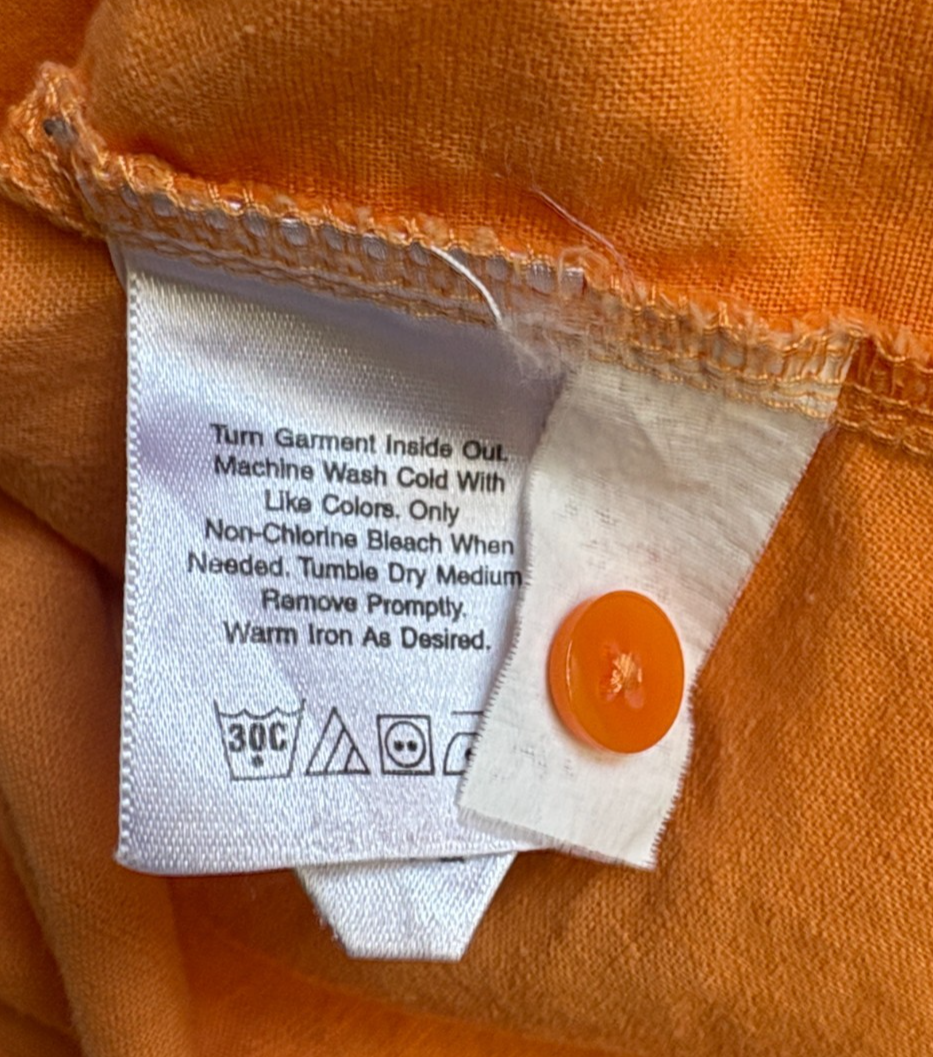 Turn Garment Inside Out.
Machine Wash Cold With
Like Colors. Only
Non-Chlorine Bleach When
Needed. Tumble Dry Medium
Remove Promptly.
Warm Iron As Desired.
30C